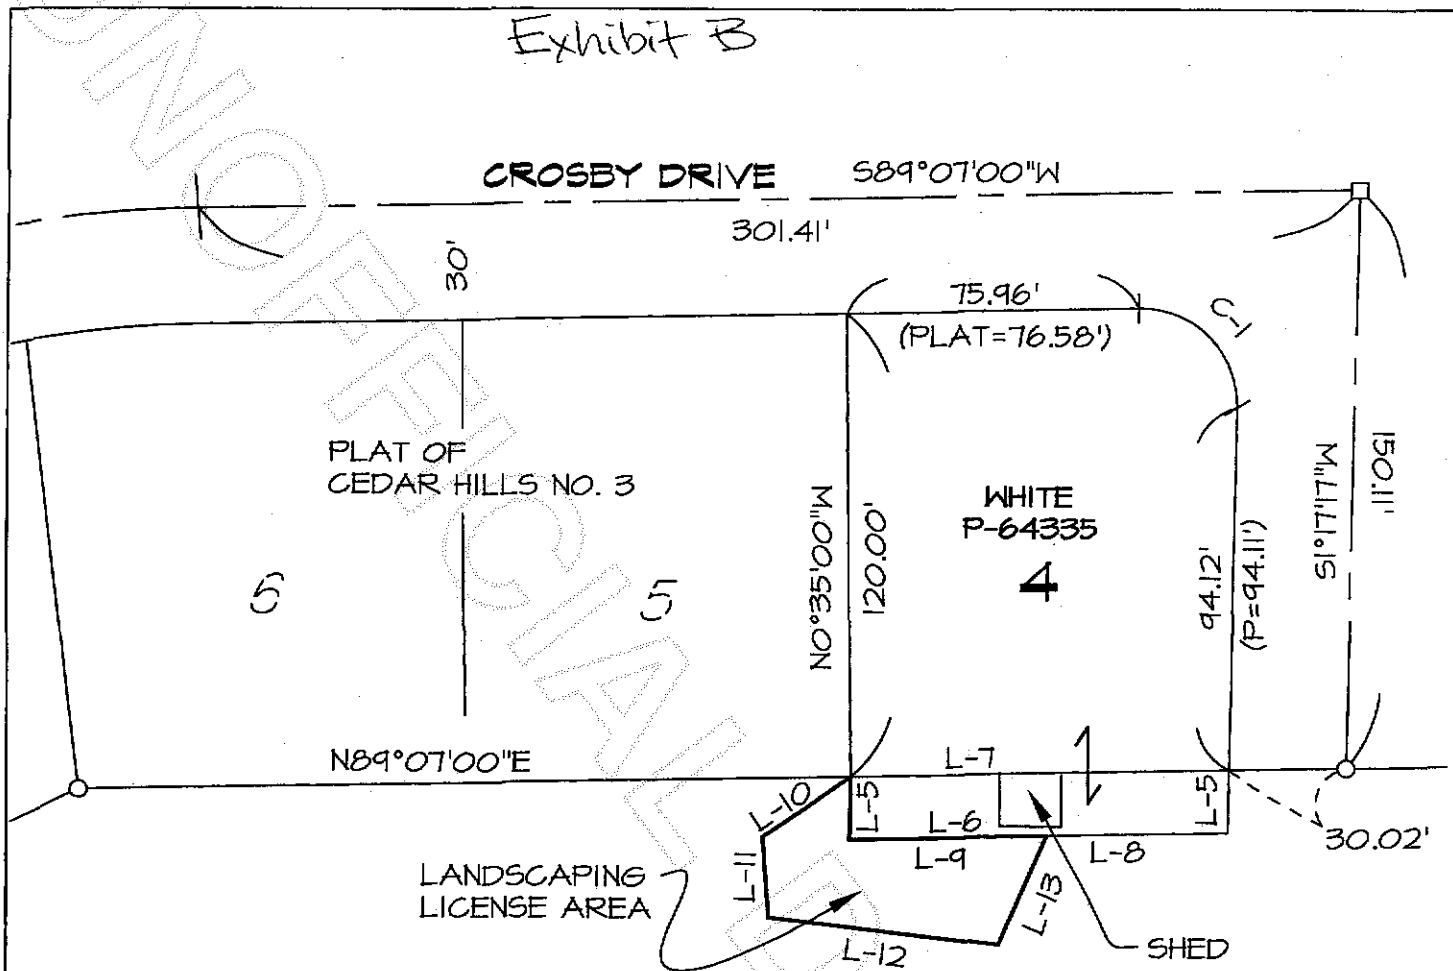 Exhibit B
UNOFFICIAL D
CROSBY DRIVE S89°07'00"W
301.41'
30'
75.96'
(PLAT=76.58')
C-1
PLAT OF
CEDAR HILLS NO. 3
WHITE
P-64335
4
N0°35'00"W
120.00'
94.12'
(P=94.11')
S1°17'17"W
150.11'
6
5
N89°07'00"E
L-7
L-10
L-5
L-6
L-5
L-9
L-8
30.02'
L-11
LANDSCAPING
LICENSE AREA
L-13
L-12
SHED